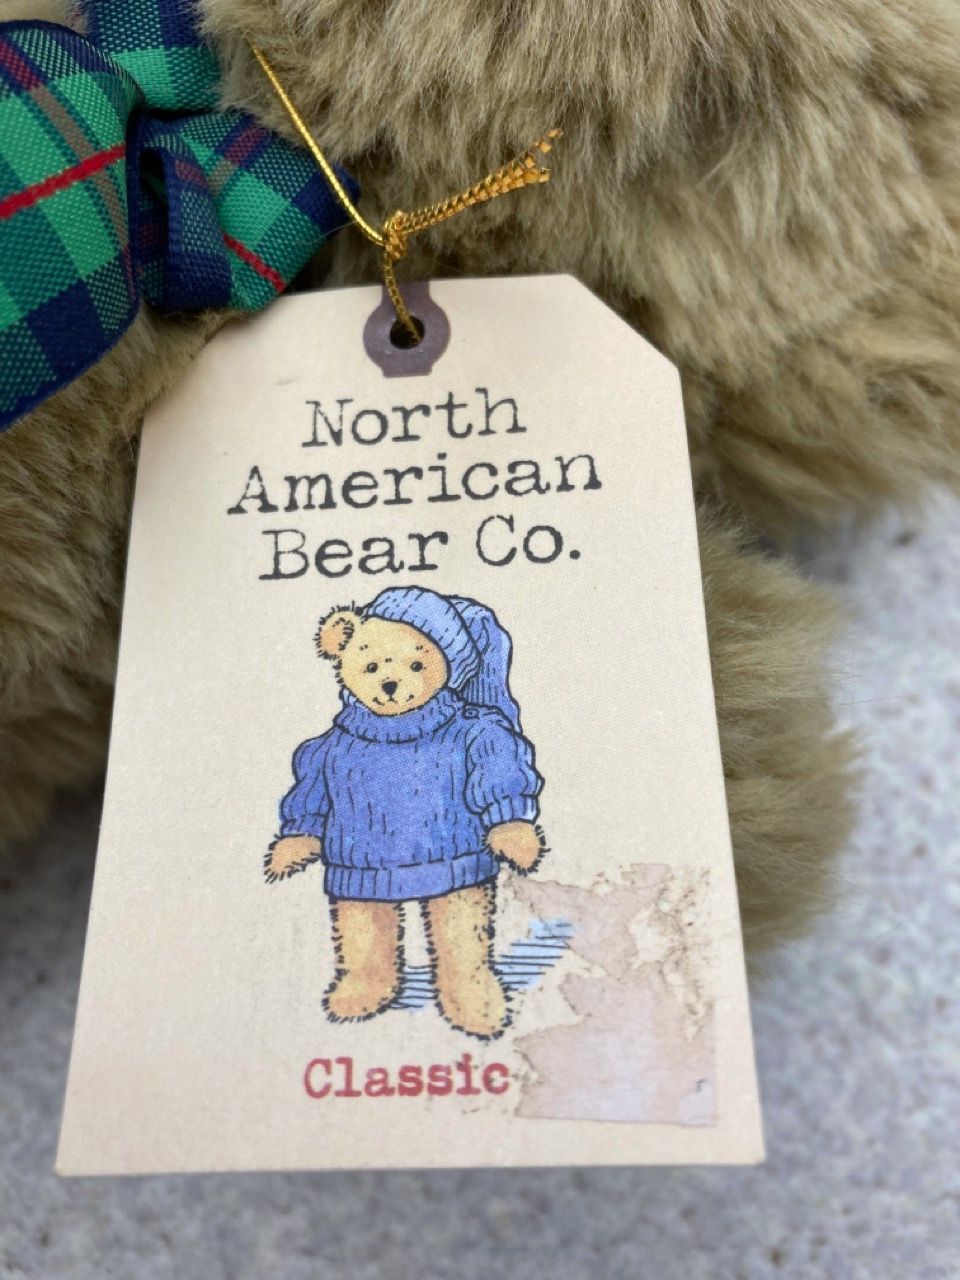 North
American
Bear Co.
Classic